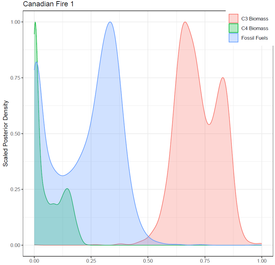 Canadian Fire 1
C3 Biomass
C4 Biomass
Fossil Fuels
Scaled Posterior Density
1.00
0.75
0.50
0.25
0.00
0.00 0.25 0.50 0.75 1.00